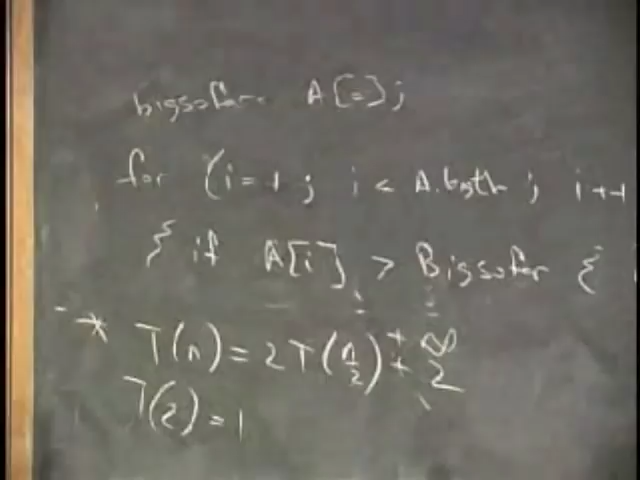 bigsofar = A[0];
for (i=1; i < A.length; i++
{ if A[i] > Bigsofar {
* T(n) = 2T(n/2) + 2
T(2) = 1